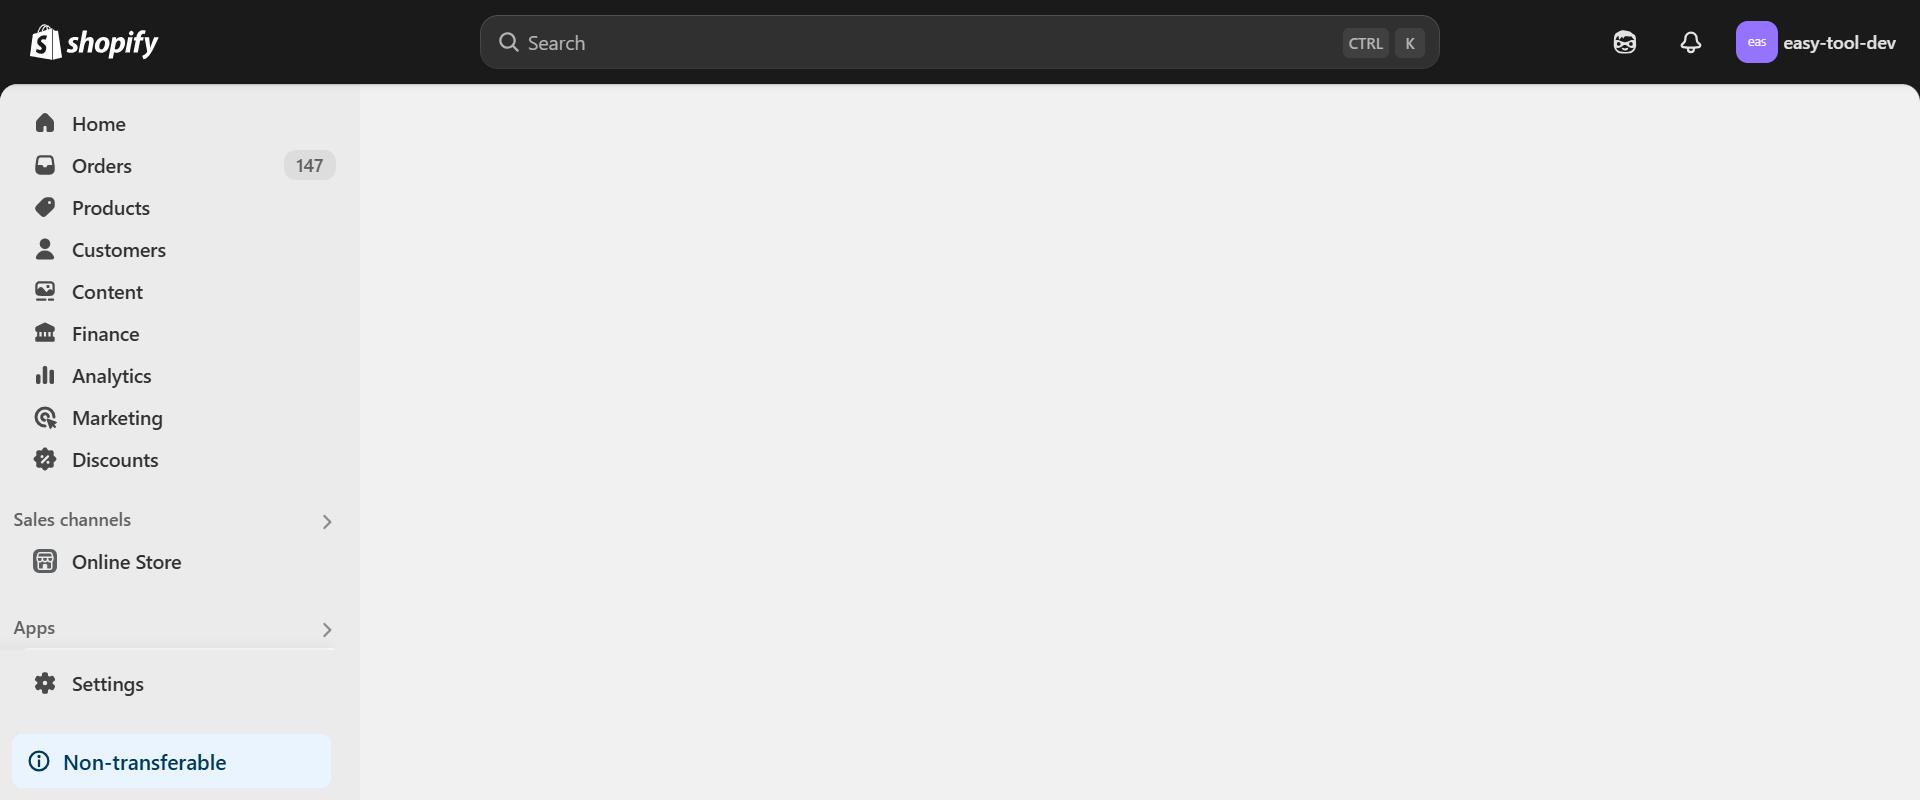 shopify
Search
CTRL K
eas
easy-tool-dev
Home
Orders
147
Products
Customers
Content
Finance
Analytics
Marketing
Discounts
Sales channels
Online Store
Apps
Settings
Non-transferable